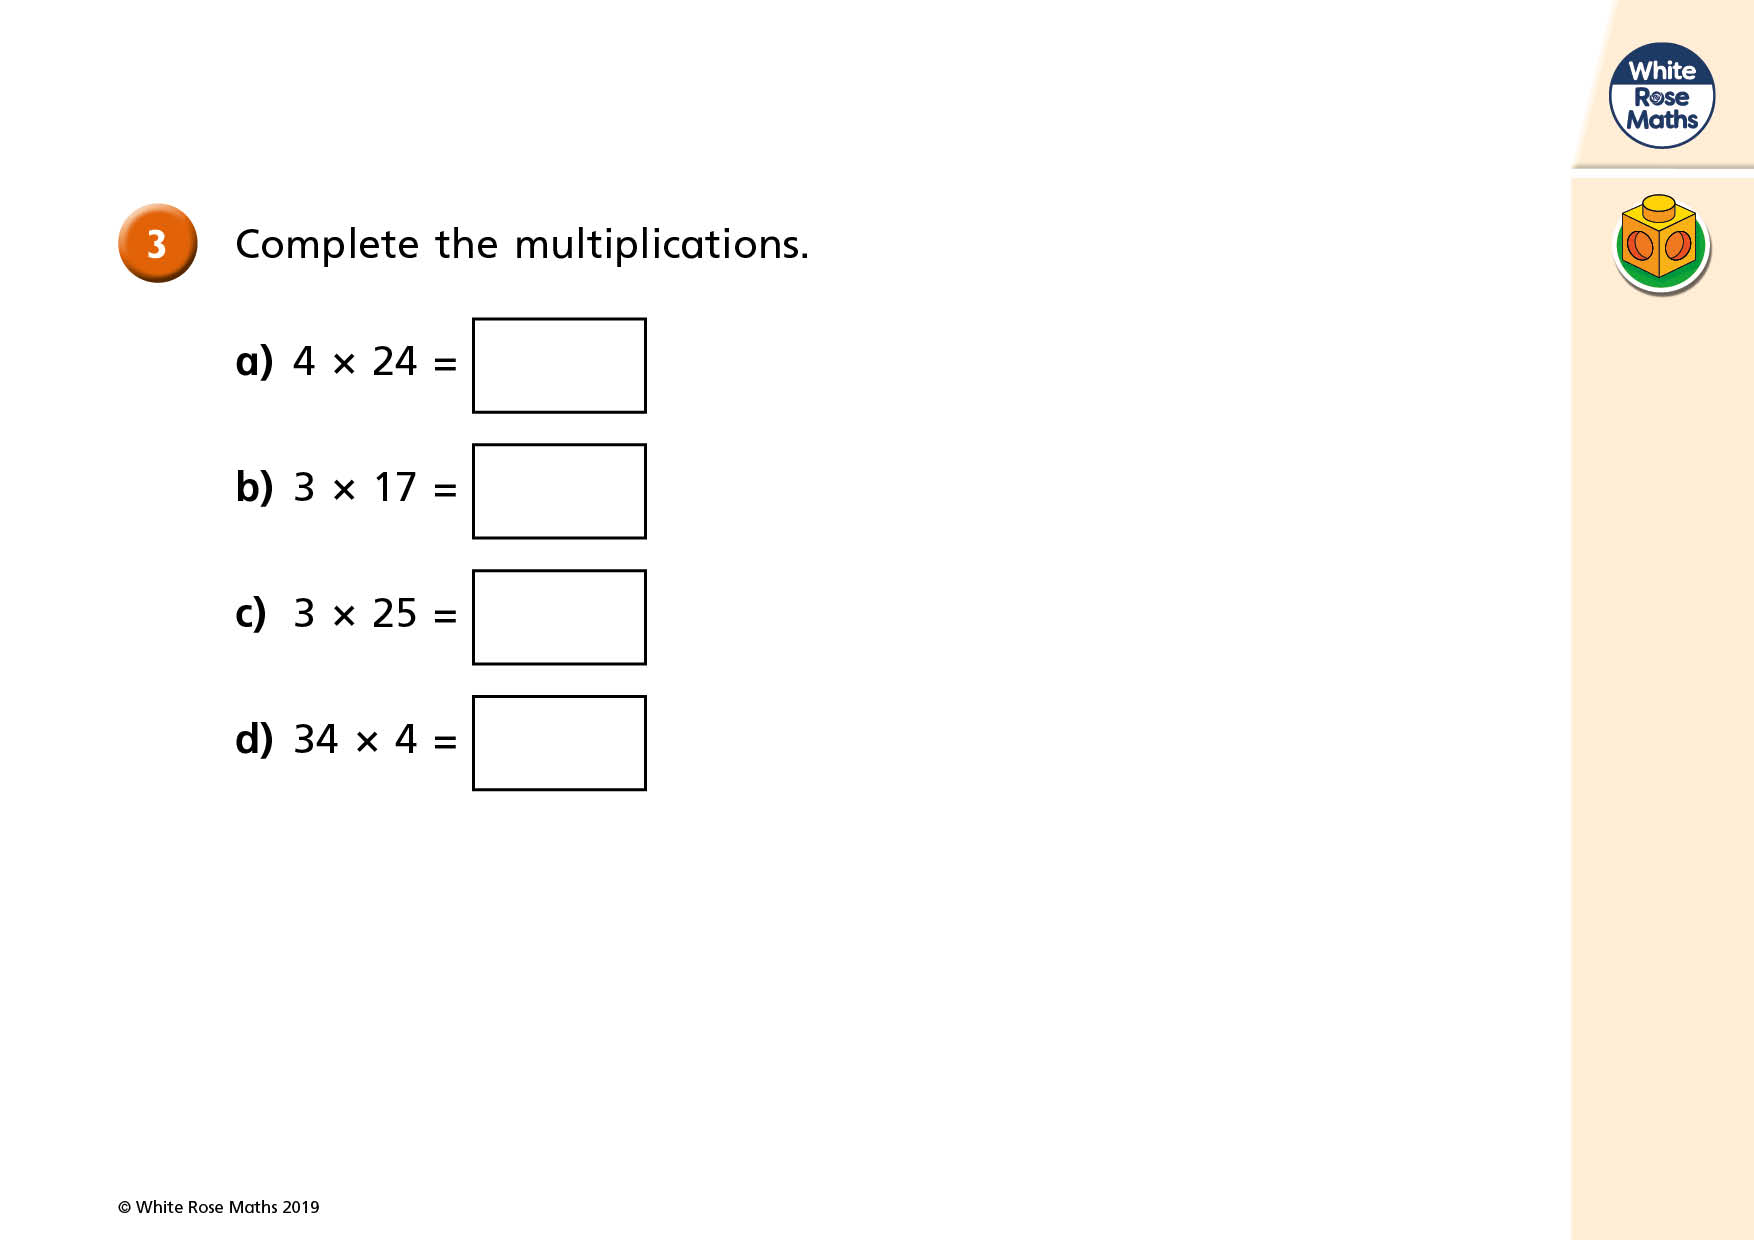 White
Rose
Maths
3 Complete the multiplications.
a) 4 × 24 =
b) 3 × 17 =
c) 3 × 25 =
d) 34 × 4 =
© White Rose Maths 2019